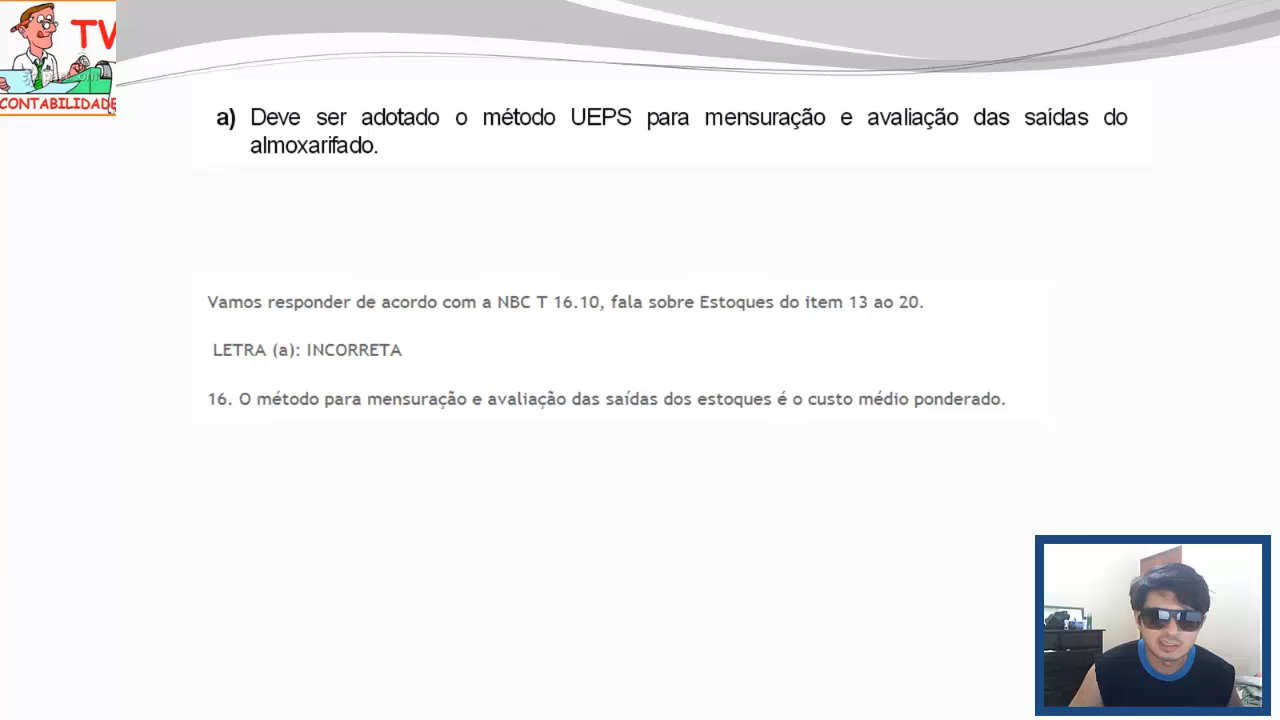 TV
CONTABILIDADE
a) Deve ser adotado o método UEPS para mensuração e avaliação das saídas do
almoxarifado.
Vamos responder de acordo com a NBC T 16.10, fala sobre Estoques do item 13 ao 20.
LETRA (a): INCORRETA
16. O método para mensuração e avaliação das saídas dos estoques é o custo médio ponderado.